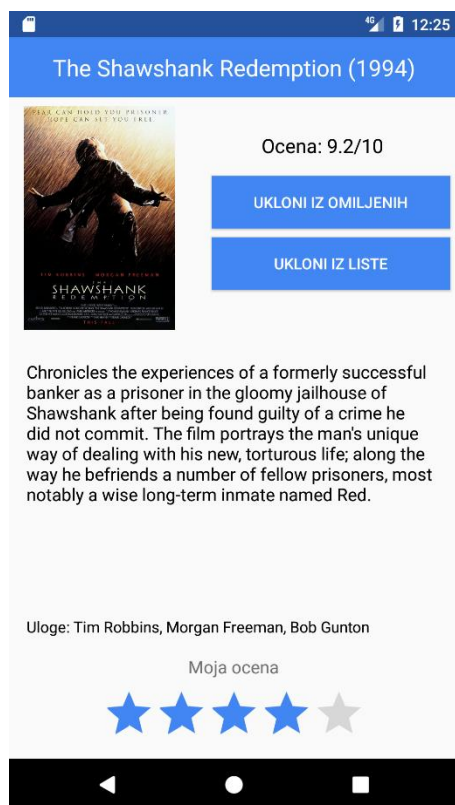 4G
12:25
The Shawshank Redemption (1994)
FEAR CAN HOLD YOU PRISONER.
HOPE CAN SET YOU FREE.
TIM ROBBINS MORGAN FREEMAN
THE
SHAWSHANK
REDEMPTION
THIS FALL
Ocena: 9.2/10
UKLONI IZ OMILJENIH
UKLONI IZ LISTE
Chronicles the experiences of a formerly successful
banker as a prisoner in the gloomy jailhouse of
Shawshank after being found guilty of a crime he
did not commit. The film portrays the man's unique
way of dealing with his new, torturous life; along the
way he befriends a number of fellow prisoners, most
notably a wise long-term inmate named Red.
Uloge: Tim Robbins, Morgan Freeman, Bob Gunton
Moja ocena